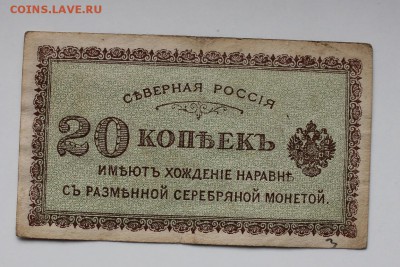 COINS.LAVE.RU
СѢВЕРНАЯ РОССІЯ
20 КОПѢЕКЪ
ИМѢЮТЪ ХОЖДЕНІЕ НАРАВНѢ
СЪ РАЗМѢННОЙ СЕРЕБРЯНОЙ МОНЕТОЙ.